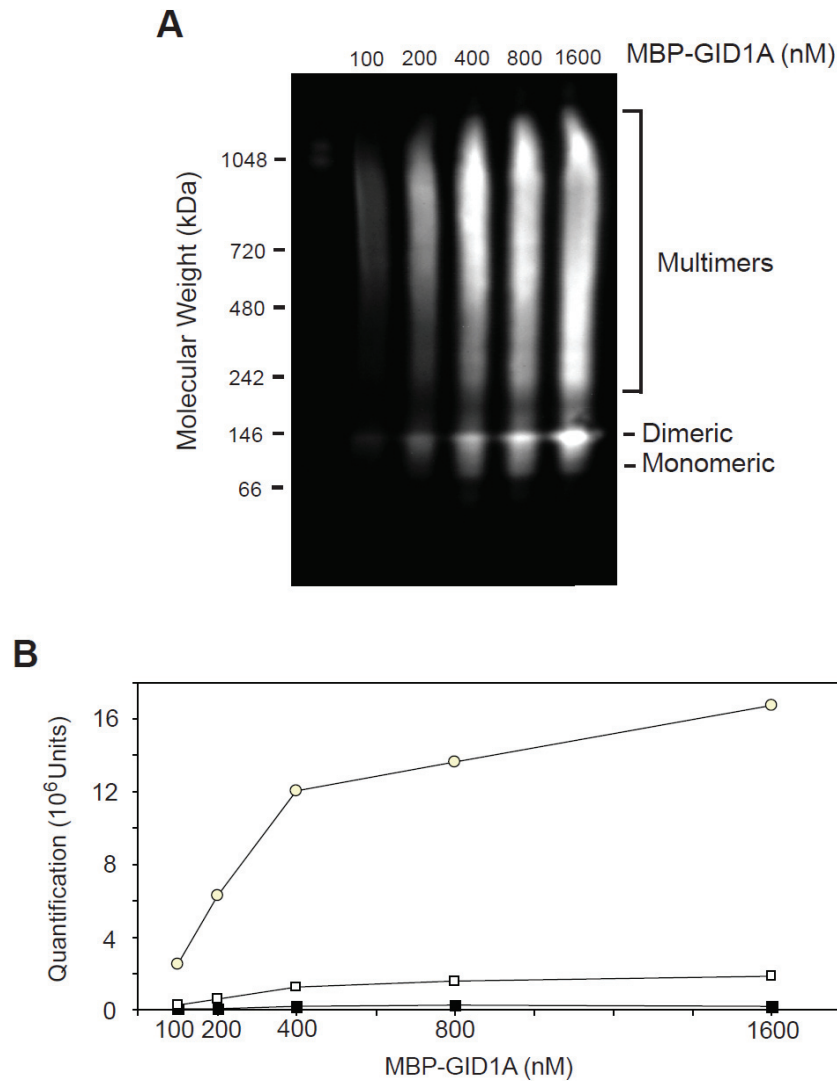 A
100 200 400 800 1600 MBP-GID1A (nM)
Molecular Weight (kDa)
1048
720
480
242
146
66
Multimers
Dimeric
Monomeric
B
Quantification (10⁶Units)
16
12
8
4
0
100 200 400 800 1600
MBP-GID1A (nM)